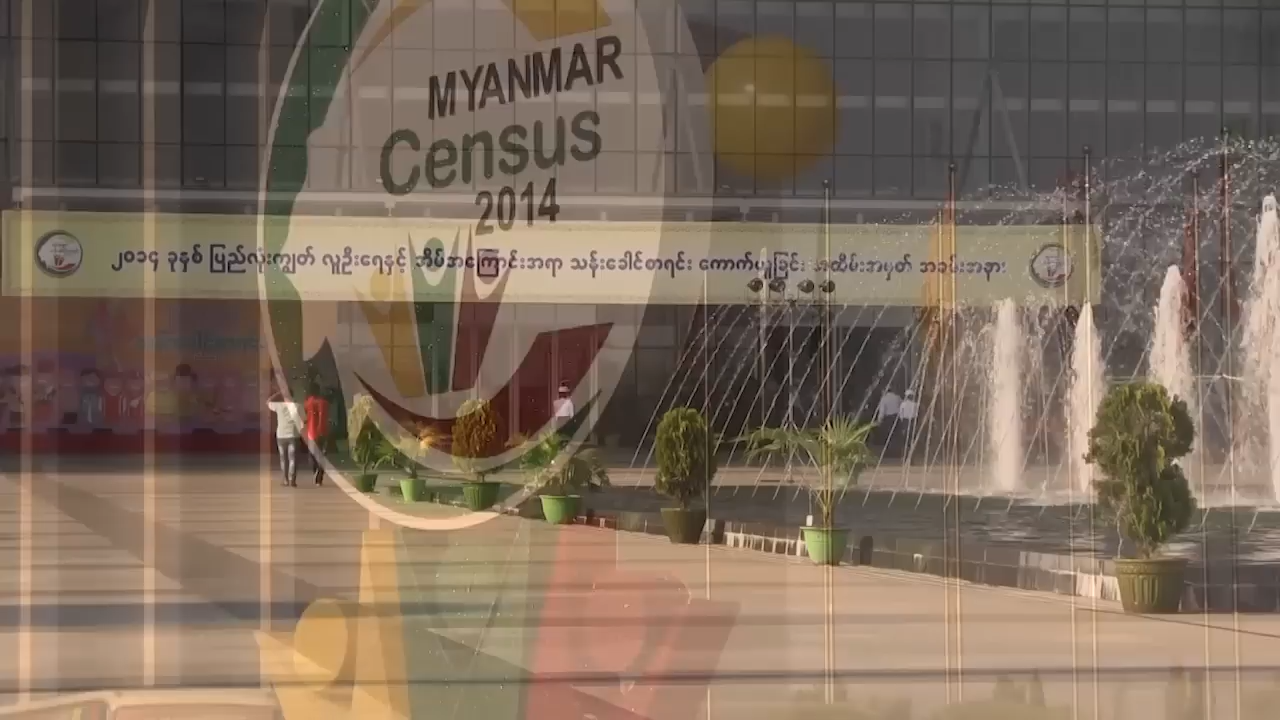 MYANMAR
Census
2014
၂၀၁၄ ခုနှစ် ပြည်လုံးကျွတ် လူဦးရေနှင့် အိမ်အကြောင်းအရာ သန်းခေါင်စာရင်း ကောက်ယူခြင်း အထိမ်းအမှတ် အခမ်းအနား